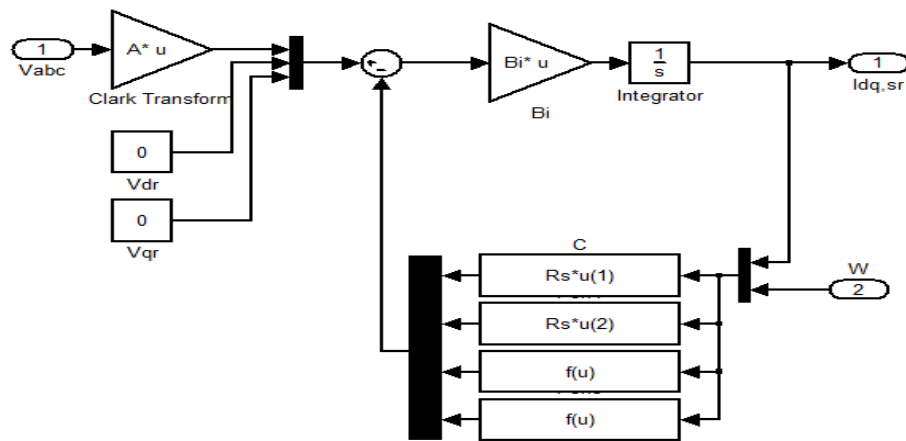 1
Vabc
A* u
Clark Transform
0
Vdr
0
Vqr
+
-
Bi* u
Bi
1
s
Integrator
1
Idq,sr
C
Rs*u(1)
Rs*u(2)
f(u)
f(u)
W
2